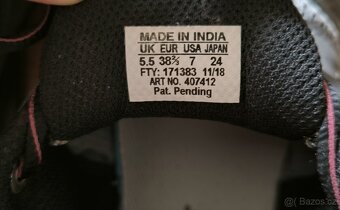 MADE IN INDIA
UK EUR USA JAPAN
5.5 38⅔ 7 24
FTY: 171383 11/18
ART NO. 407412
Pat. Pending
bazos.cz